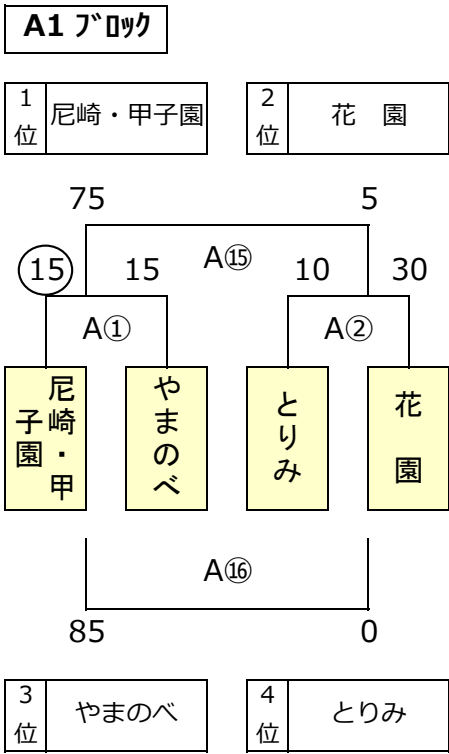 A1 ﾌﾞﾛｯｸ
1位 尼崎・甲子園
2位 花　園
75 5
15 15 A⑮ 10 30
A① A②
尼崎・甲子園
やまのべ
とりみ
花　園
A⑯
85 0
3位 やまのべ
4位 とりみ